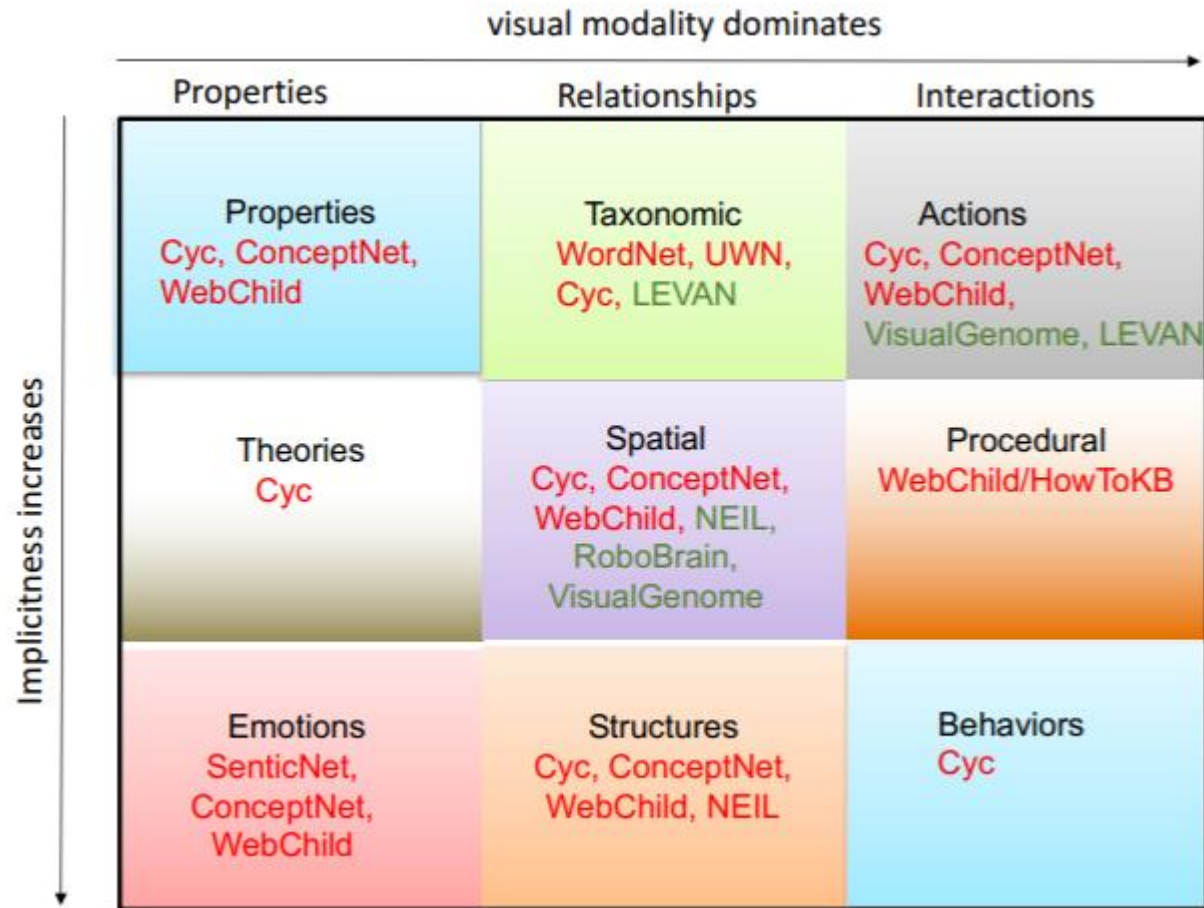 visual modality dominates
Properties
Relationships
Interactions
Implicitness increases
Properties
Cyc, ConceptNet,
WebChild
Taxonomic
WordNet, UWN,
Cyc, LEVAN
Actions
Cyc, ConceptNet,
WebChild,
VisualGenome, LEVAN
Theories
Cyc
Spatial
Cyc, ConceptNet,
WebChild, NEIL,
RoboBrain,
VisualGenome
Procedural
WebChild/HowToKB
Emotions
SenticNet,
ConceptNet,
WebChild
Structures
Cyc, ConceptNet,
WebChild, NEIL
Behaviors
Cyc